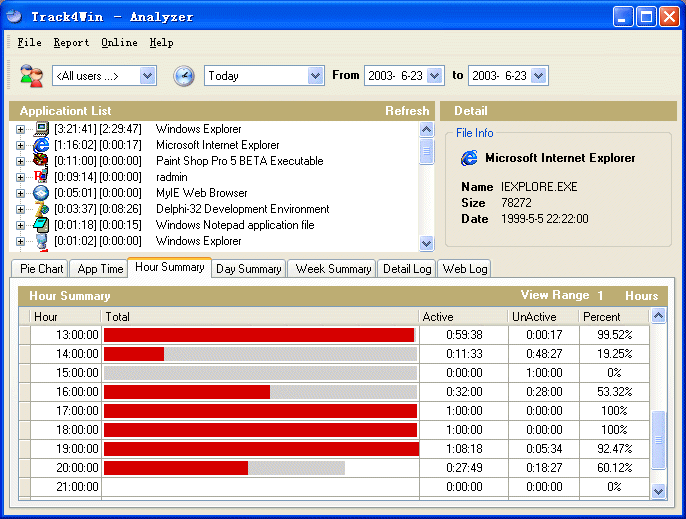 Track4Win - Analyzer
File Report Online Help
<All users ...> Today From 2003- 6-23 to 2003- 6-23
Applicationt List Refresh Detail
[3:21:41] [2:29:47] Windows Explorer
[1:16:02] [0:00:17] Microsoft Internet Explorer
[0:11:00] [0:00:00] Paint Shop Pro 5 BETA Executable
[0:09:14] [0:00:00] radmin
[0:05:01] [0:00:00] MyIE Web Browser
[0:03:37] [0:08:26] Delphi-32 Development Environment
[0:01:18] [0:00:15] Windows Notepad application file
[0:01:02] [0:00:00] Windows Explorer
File Info
Microsoft Internet Explorer
Name IEXPLORE.EXE
Size 78272
Date 1999-5-5 22:22:00
Pie Chart App Time Hour Summary Day Summary Week Summary Detail Log Web Log
Hour Summary View Range 1 Hours
Hour Total Active UnActive Percent
13:00:00 0:59:38 0:00:17 99.52%
14:00:00 0:11:33 0:48:27 19.25%
15:00:00 0:00:00 1:00:00 0%
16:00:00 0:32:00 0:28:00 53.32%
17:00:00 1:00:00 0:00:00 100%
18:00:00 1:00:00 0:00:00 100%
19:00:00 1:08:18 0:05:34 92.47%
20:00:00 0:27:49 0:18:27 60.12%
21:00:00 0:00:00 0:00:00 0%